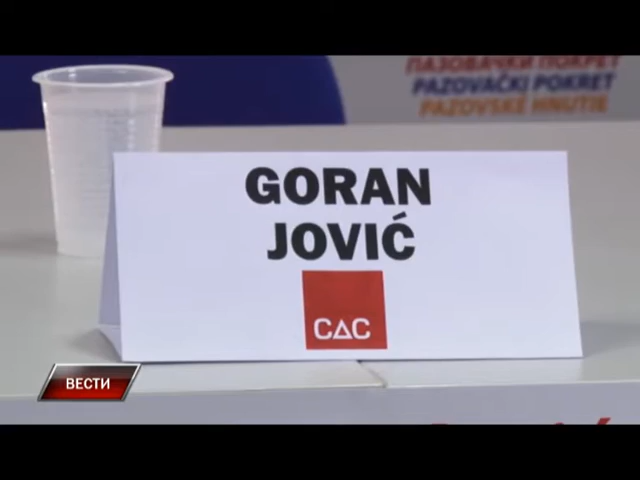 ПАЗОВАЧКИ ПОКРЕТ
PAZOVAČKI POKRET
PAZOVSKÉ HNUTIE
GORAN
JOVIĆ
СДС
ВЕСТИ